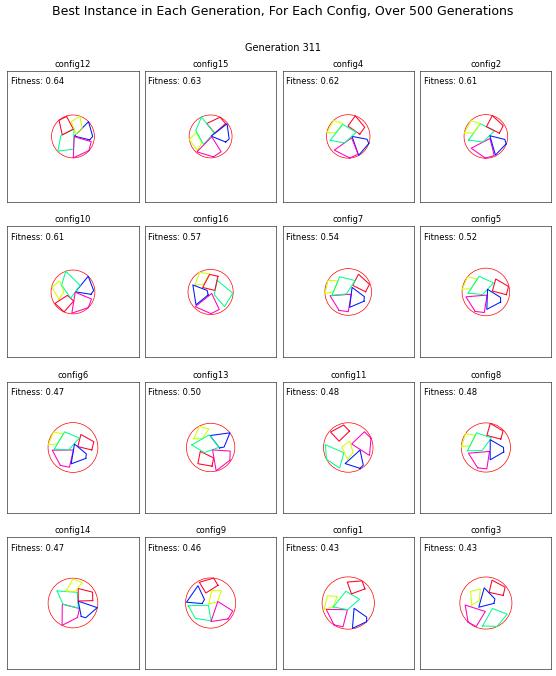 Best Instance in Each Generation, For Each Config, Over 500 Generations
Generation 311
config12
config15
config4
config2
Fitness: 0.64
Fitness: 0.63
Fitness: 0.62
Fitness: 0.61
config10
config16
config7
config5
Fitness: 0.61
Fitness: 0.57
Fitness: 0.54
Fitness: 0.52
config6
config13
config11
config8
Fitness: 0.47
Fitness: 0.50
Fitness: 0.48
Fitness: 0.48
config14
config9
config1
config3
Fitness: 0.47
Fitness: 0.46
Fitness: 0.43
Fitness: 0.43